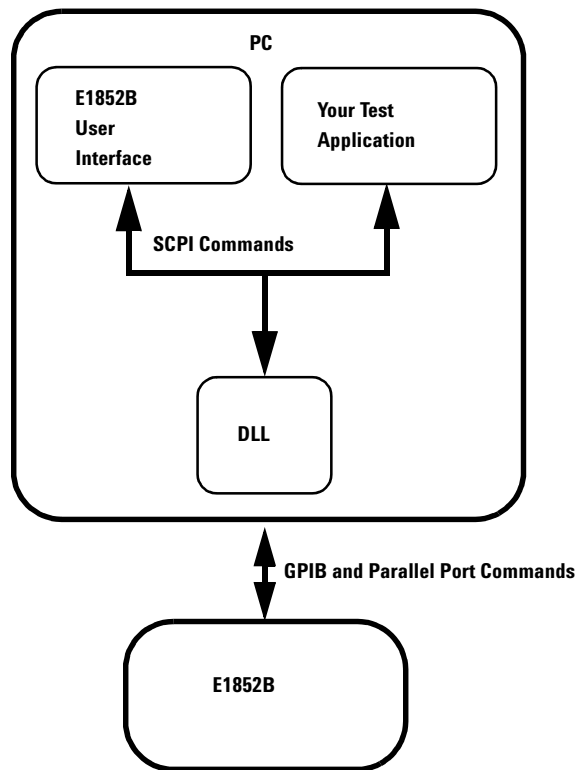 PC
E1852B
User
Interface
Your Test
Application
SCPI Commands
DLL
GPIB and Parallel Port Commands
E1852B